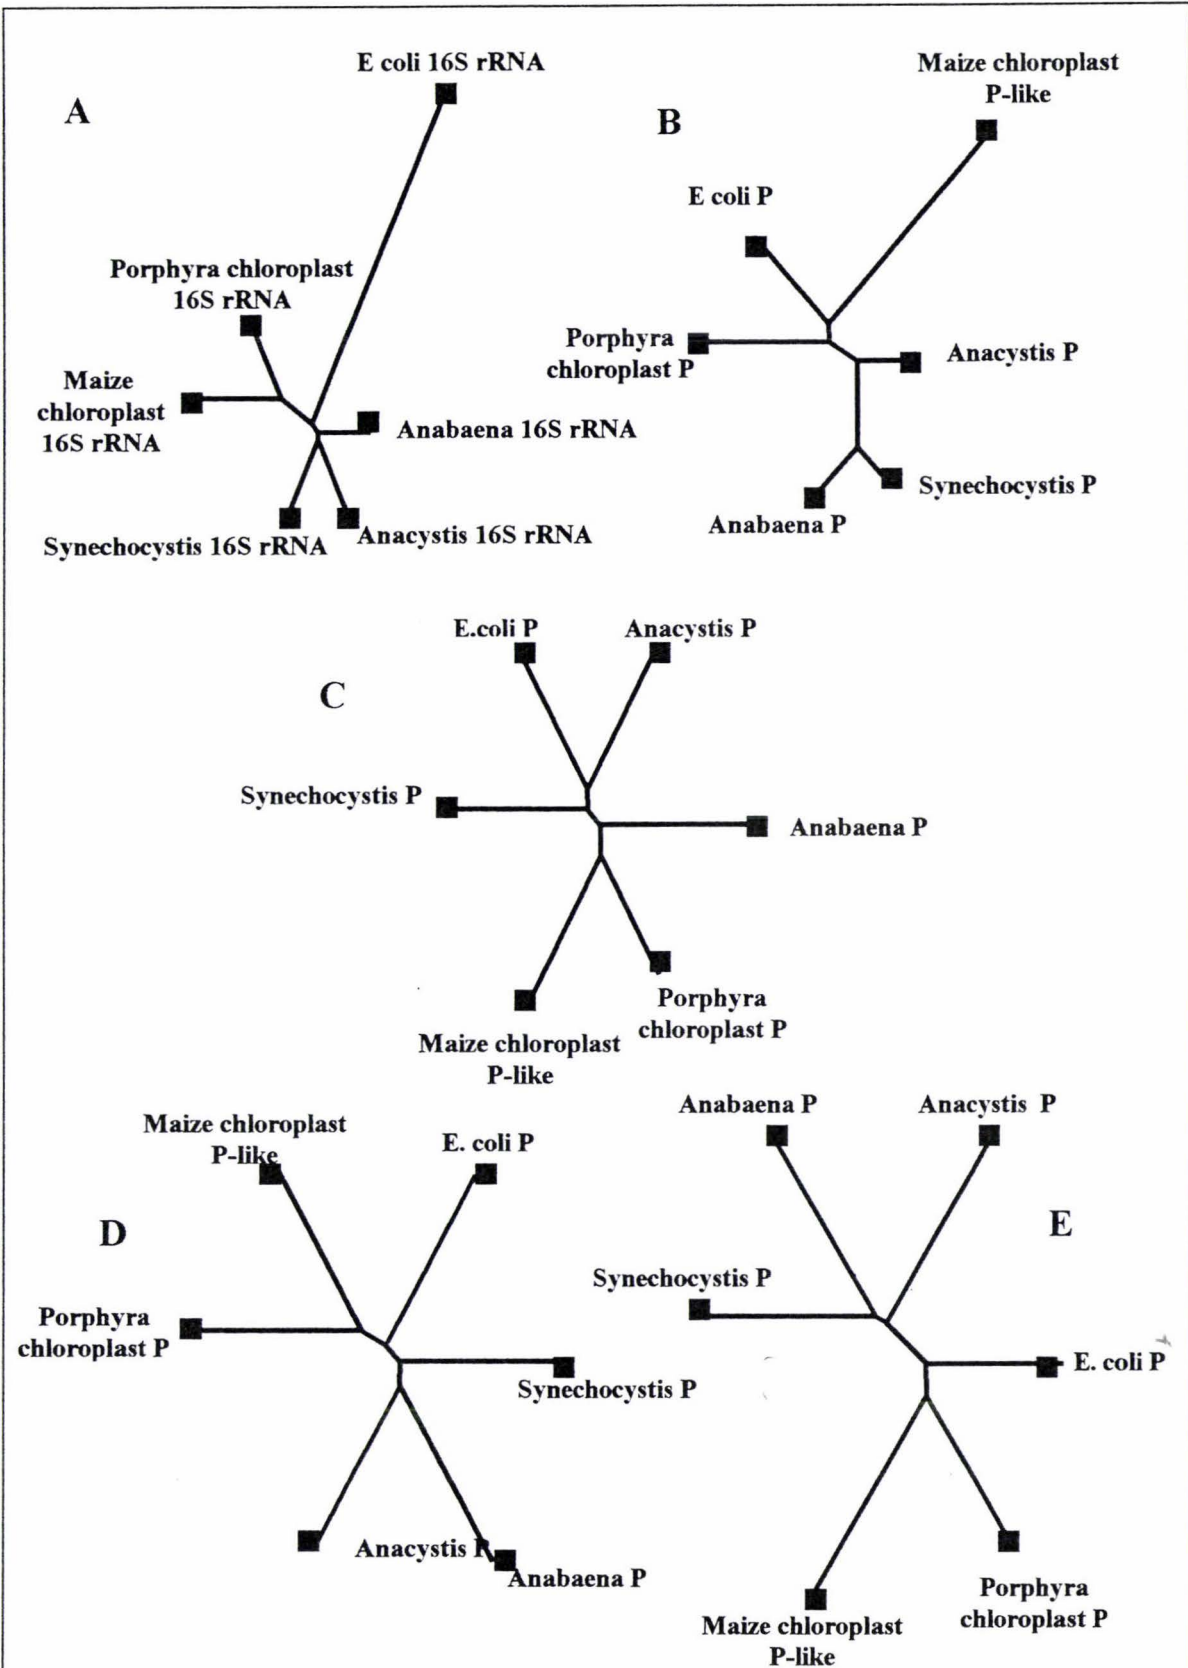 A
E coli 16S rRNA
Porphyra chloroplast
16S rRNA
Maize
chloroplast
16S rRNA
Anabaena 16S rRNA
Synechocystis 16S rRNA
Anacystis 16S rRNA
B
Maize chloroplast
P-like
E coli P
Porphyra
chloroplast P
Anacystis P
Synechocystis P
Anabaena P
C
E.coli P
Anacystis P
Synechocystis P
Anabaena P
Porphyra
chloroplast P
Maize chloroplast
P-like
D
Maize chloroplast
P-like
E. coli P
Porphyra
chloroplast P
Synechocystis P
Anacystis P
Anabaena P
E
Anabaena P
Anacystis P
Synechocystis P
E. coli P
Porphyra
chloroplast P
Maize chloroplast
P-like